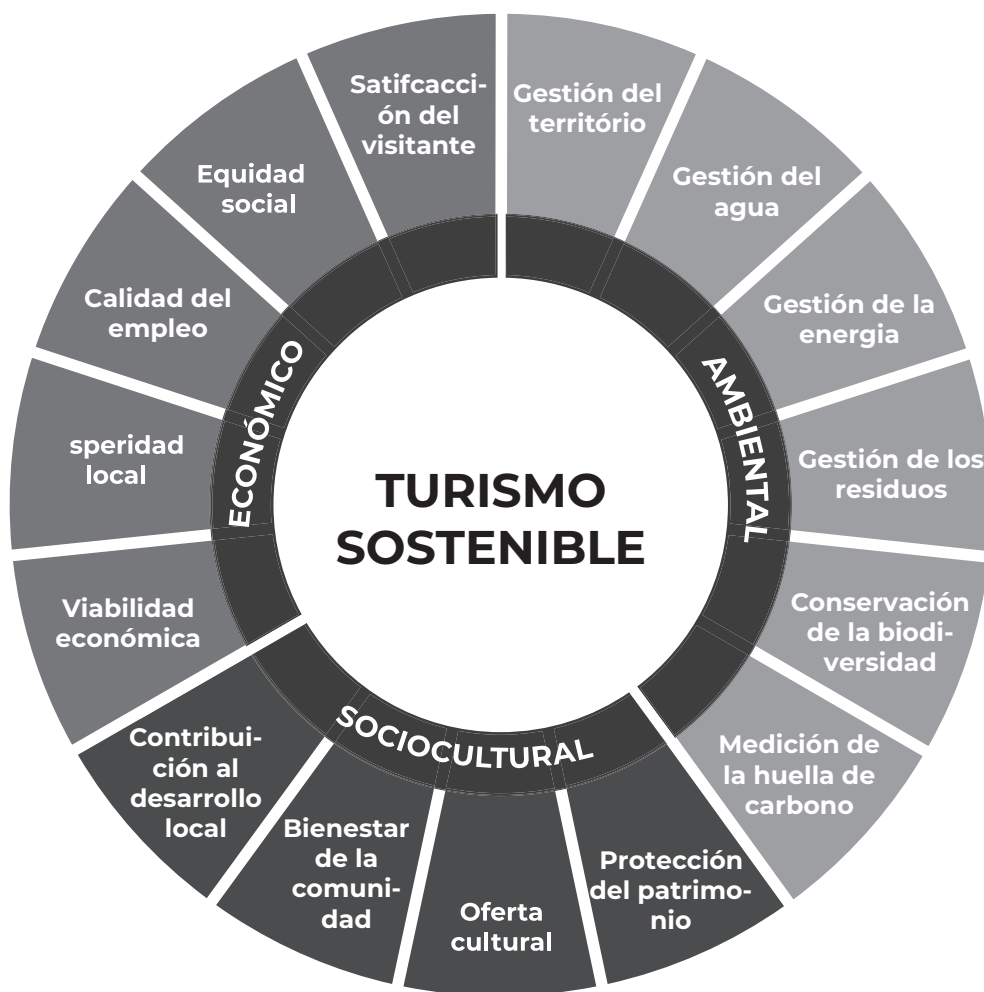 TURISMO
SOSTENIBLE
AMBIENTAL
Gestión del
território
Gestión del
agua
Gestión de la
energia
Gestión de los
residuos
Conservación
de la biodi-
versidad
Medición de
la huella de
carbono
SOCIOCULTURAL
Protección
del patrimo-
nio
Oferta
cultural
Bienestar
de la
comuni-
dad
Contribui-
ción al
desarrollo
local
ECONÓMICO
Viabilidad
económica
speridad
local
Calidad del
empleo
Equidad
social
Satifcacci-
ón del
visitante